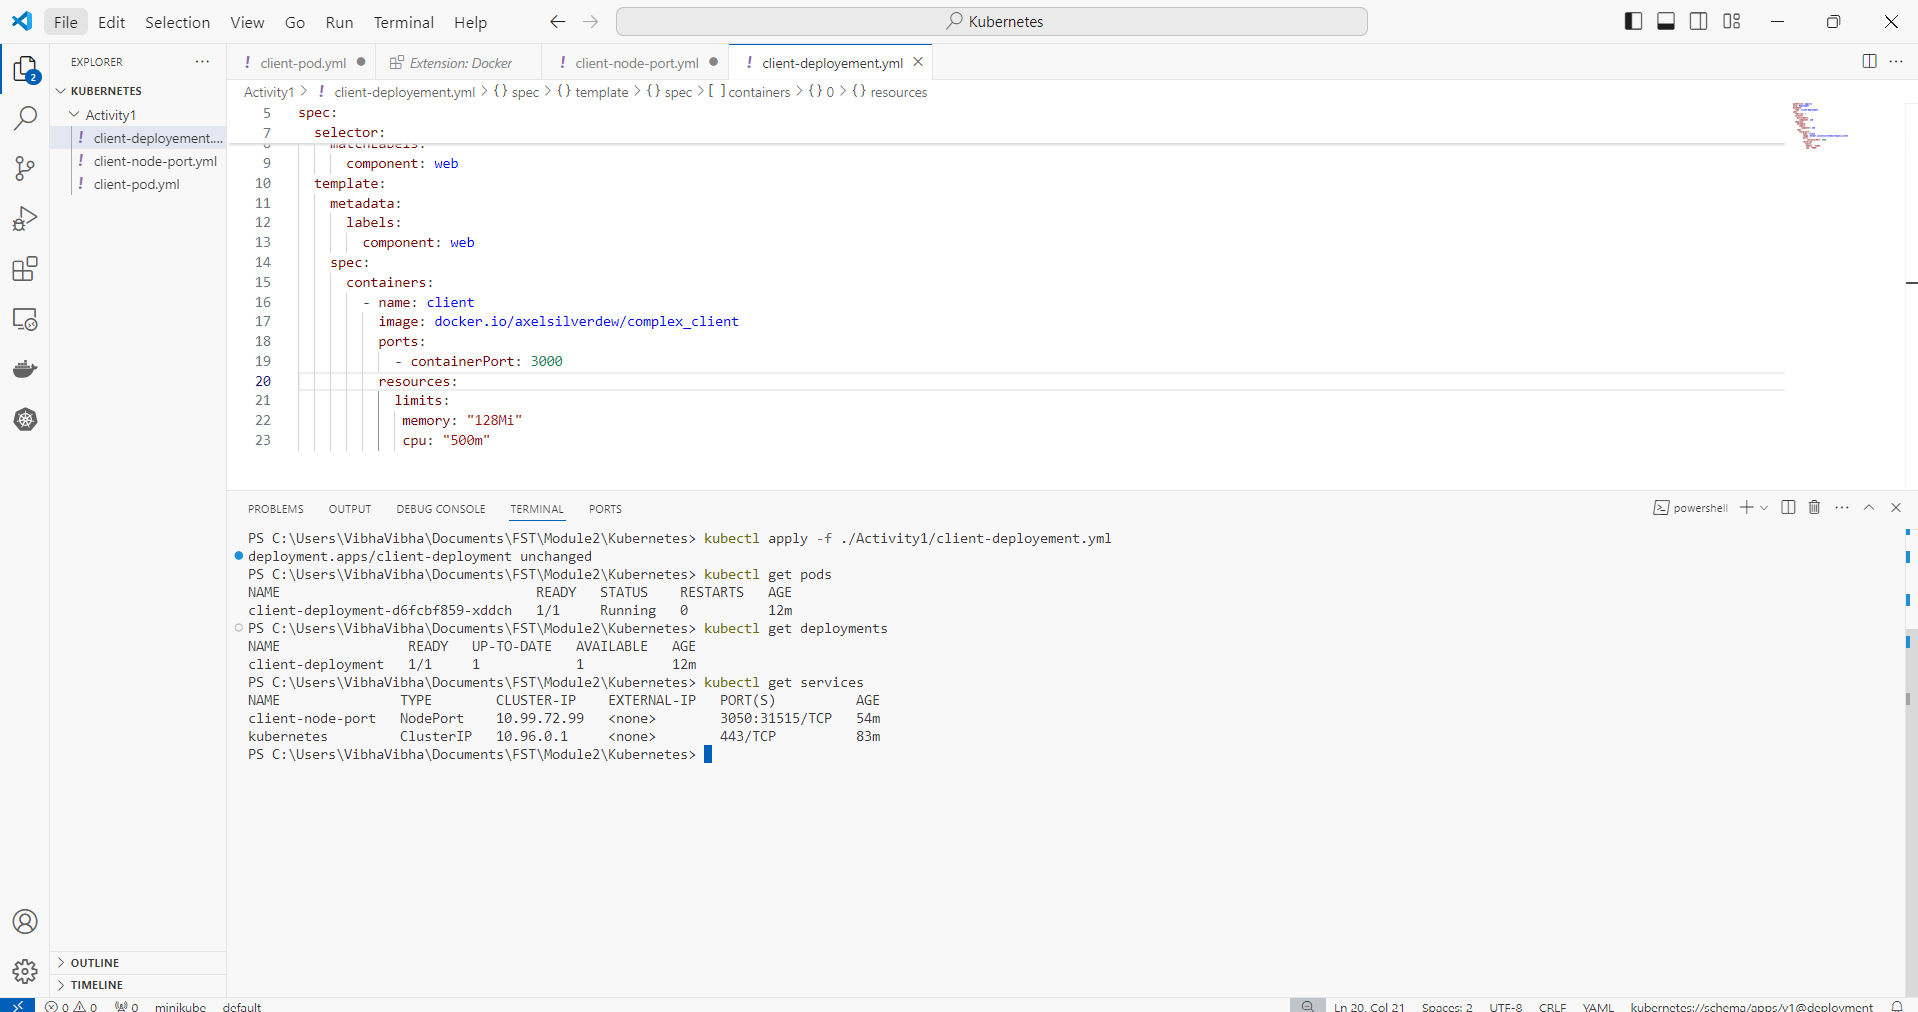 File Edit Selection View Go Run Terminal Help
Kubernetes
EXPLORER
KUBERNETES
Activity1
client-deployement....
client-node-port.yml
client-pod.yml
OUTLINE
TIMELINE
2
client-pod.yml
Extension: Docker
client-node-port.yml
client-deployement.yml
Activity1 > ! client-deployement.yml > {} spec > {} template > {} spec > [ ] containers > {} 0 > {} resources
5 spec:
7 selector:
8 matchLabels:
9 component: web
10 template:
11 metadata:
12 labels:
13 component: web
14 spec:
15 containers:
16 - name: client
17 image: docker.io/axelsilverdew/complex_client
18 ports:
19 - containerPort: 3000
20 resources:
21 limits:
22 memory: "128Mi"
23 cpu: "500m"
PROBLEMS OUTPUT DEBUG CONSOLE TERMINAL PORTS
powershell
PS C:\Users\VibhaVibha\Documents\FST\Module2\Kubernetes> kubectl apply -f ./Activity1/client-deployement.yml
deployment.apps/client-deployment unchanged
PS C:\Users\VibhaVibha\Documents\FST\Module2\Kubernetes> kubectl get pods
NAME READY STATUS RESTARTS AGE
client-deployment-d6fcbf859-xddch 1/1 Running 0 12m
PS C:\Users\VibhaVibha\Documents\FST\Module2\Kubernetes> kubectl get deployments
NAME READY UP-TO-DATE AVAILABLE AGE
client-deployment 1/1 1 1 12m
PS C:\Users\VibhaVibha\Documents\FST\Module2\Kubernetes> kubectl get services
NAME TYPE CLUSTER-IP EXTERNAL-IP PORT(S) AGE
client-node-port NodePort 10.99.72.99 <none> 3050:31515/TCP 54m
kubernetes ClusterIP 10.96.0.1 <none> 443/TCP 83m
PS C:\Users\VibhaVibha\Documents\FST\Module2\Kubernetes>
0 0 0 minikube default
Ln 20, Col 21 Spaces: 2 UTF-8 CRLF YAML kubernetes://schema/apps/v1@deployment